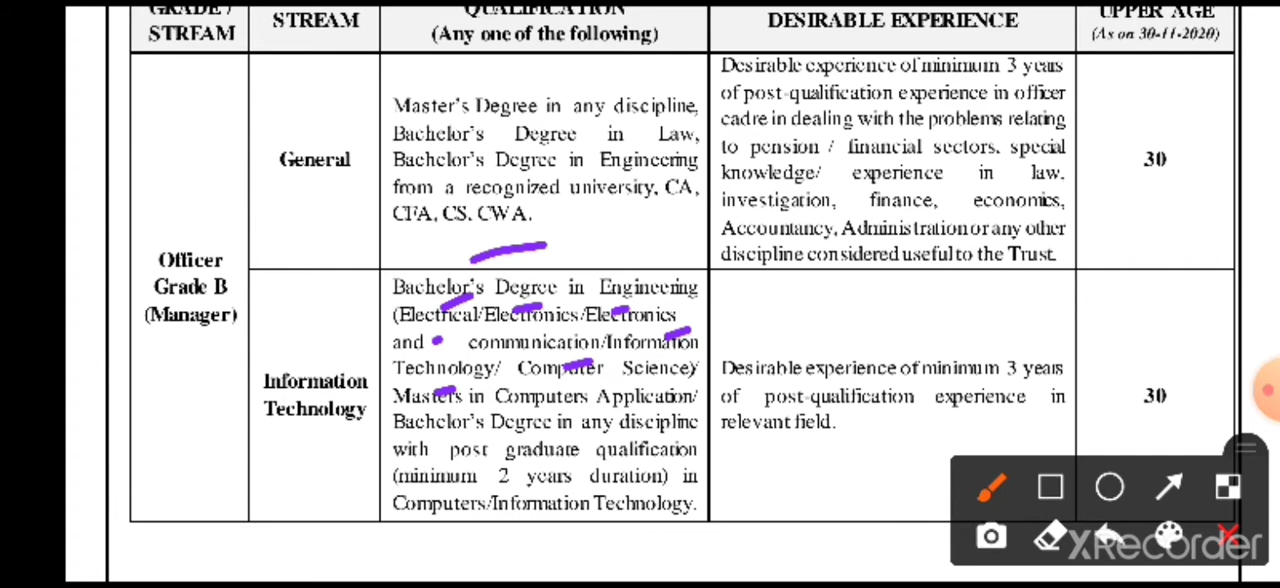 GRADE / STREAM QUALIFICATION UPPER AGE
STREAM (Any one of the following) DESIRABLE EXPERIENCE (As on 30-11-2020)
Officer
Grade B
(Manager)
General
Master's Degree in any discipline,
Bachelor's Degree in Law,
Bachelor's Degree in Engineering
from a recognized university, CA,
CFA, CS, CWA.
Desirable experience of minimum 3 years
of post-qualification experience in officer
cadre in dealing with the problems relating
to pension / financial sectors, special
knowledge/ experience in law,
investigation, finance, economics,
Accountancy, Administration or any other
discipline considered useful to the Trust.
30
Information
Technology
Bachelor's Degree in Engineering
(Electrical/Electronics/Electronics
and communication/Information
Technology/ Computer Science)/
Masters in Computers Application/
Bachelor's Degree in any discipline
with post graduate qualification
(minimum 2 years duration) in
Computers/Information Technology.
Desirable experience of minimum 3 years
of post-qualification experience in
relevant field.
30
XRecorder